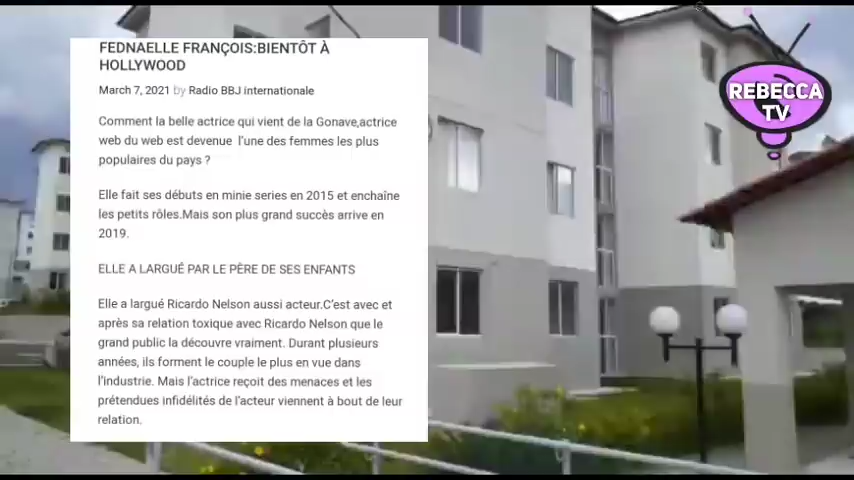 FEDNAELLE FRANÇOIS:BIENTÔT À
HOLLYWOOD
March 7, 2021 by Radio BBJ internationale
Comment la belle actrice qui vient de la Gonave,actrice
web du web est devenue l'une des femmes les plus
populaires du pays ?
Elle fait ses débuts en minie series en 2015 et enchaîne
les petits rôles.Mais son plus grand succès arrive en
2019.
ELLE A LARGUÉ PAR LE PÈRE DE SES ENFANTS
Elle a largué Ricardo Nelson aussi acteur.C'est avec et
après sa relation toxique avec Ricardo Nelson que le
grand public la découvre vraiment. Durant plusieurs
années, ils forment le couple le plus en vue dans
l'industrie. Mais l'actrice reçoit des menaces et les
prétendues infidélités de l'acteur viennent à bout de leur
relation.
REBECCA
TV